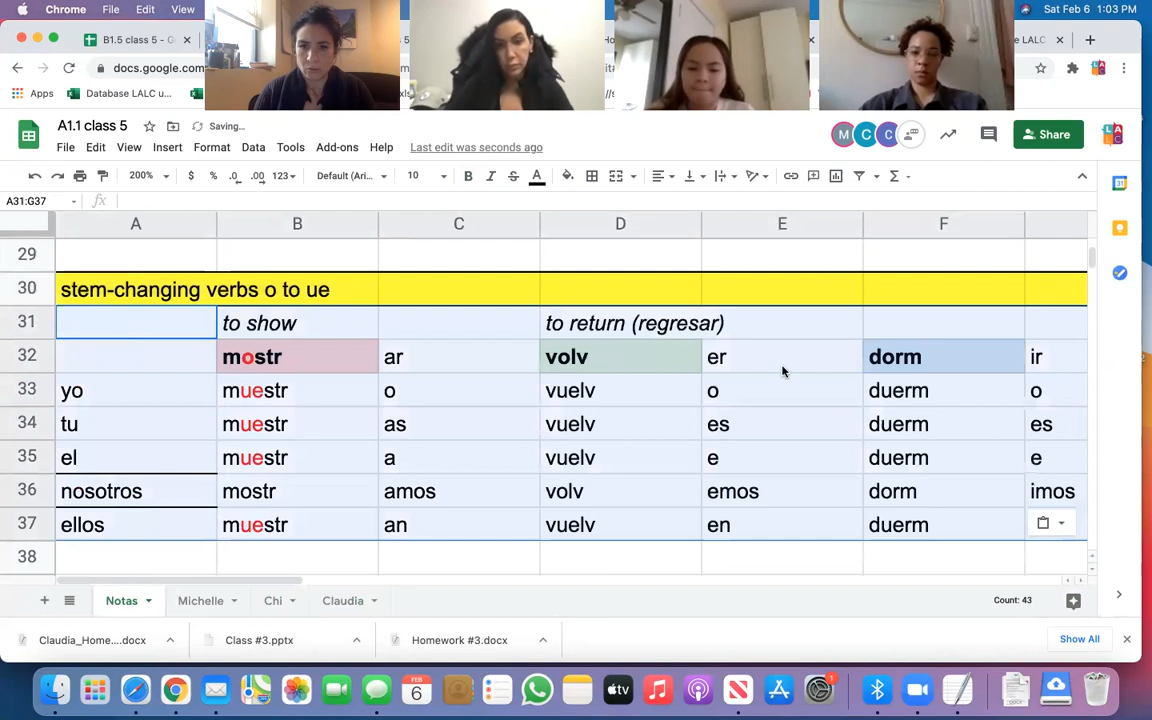 Chrome File Edit View Sat Feb 6 1:03 PM
B1.5 class 5 - G e LALC
docs.google.com
Apps Database LALC u...
A1.1 class 5 Saving...
File Edit View Insert Format Data Tools Add-ons Help Last edit was seconds ago
M C C Share
200% $ % .0 .00 123 Default (Ari... 10 B I S A Σ
A31:G37 fx
A B C D E F
29
30 stem-changing verbs o to ue
31 to show to return (regresar)
32 mostr ar volv er dorm ir
33 yo muestr o vuelv o duerm o
34 tu muestr as vuelv es duerm es
35 el muestr a vuelv e duerm e
36 nosotros mostr amos volv emos dorm imos
37 ellos muestr an vuelv en duerm
38
Notas Michelle Chi Claudia Count: 43
Claudia_Home....docx Class #3.pptx Homework #3.docx Show All
FEB 6 tv 1